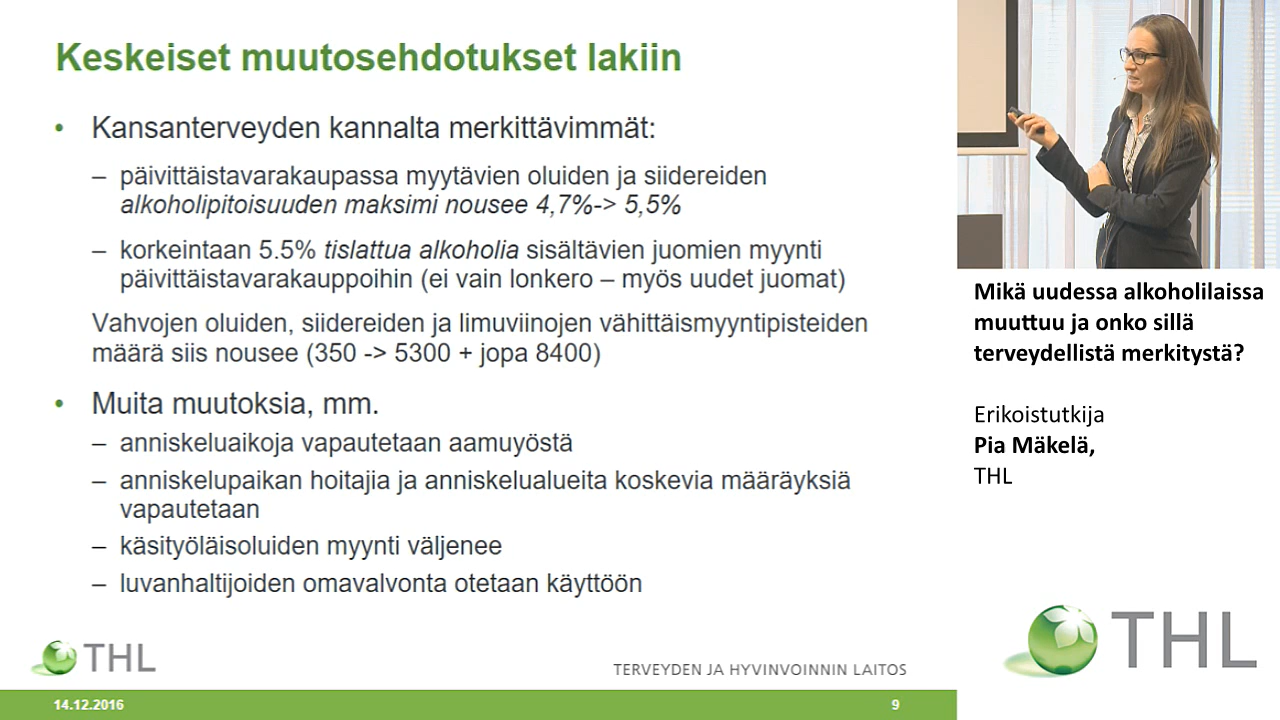 Keskeiset muutosehdotukset lakiin
• Kansanterveyden kannalta merkittävimmät:
– päivittäistavarakaupassa myytävien oluiden ja siidereiden
alkoholipitoisuuden maksimi nousee 4,7%-> 5,5%
– korkeintaan 5.5% tislattua alkoholia sisältävien juomien myynti
päivittäistavarakauppoihin (ei vain lonkero – myös uudet juomat)
Vahvojen oluiden, siidereiden ja limuviinojen vähittäismyyntipisteiden
määrä siis nousee (350 -> 5300 + jopa 8400)
• Muita muutoksia, mm.
– anniskeluaikoja vapautetaan aamuyöstä
– anniskelupaikan hoitajia ja anniskelualueita koskevia määräyksiä
vapautetaan
– käsityöläisoluiden myynti väljenee
– luvanhaltijoiden omavalvonta otetaan käyttöön
THL
TERVEYDEN JA HYVINVOINNIN LAITOS
14.12.2016
9
Mikä uudessa alkoholilaissa
muuttuu ja onko sillä
terveydellistä merkitystä?
Erikoistutkija
Pia Mäkelä,
THL
THL